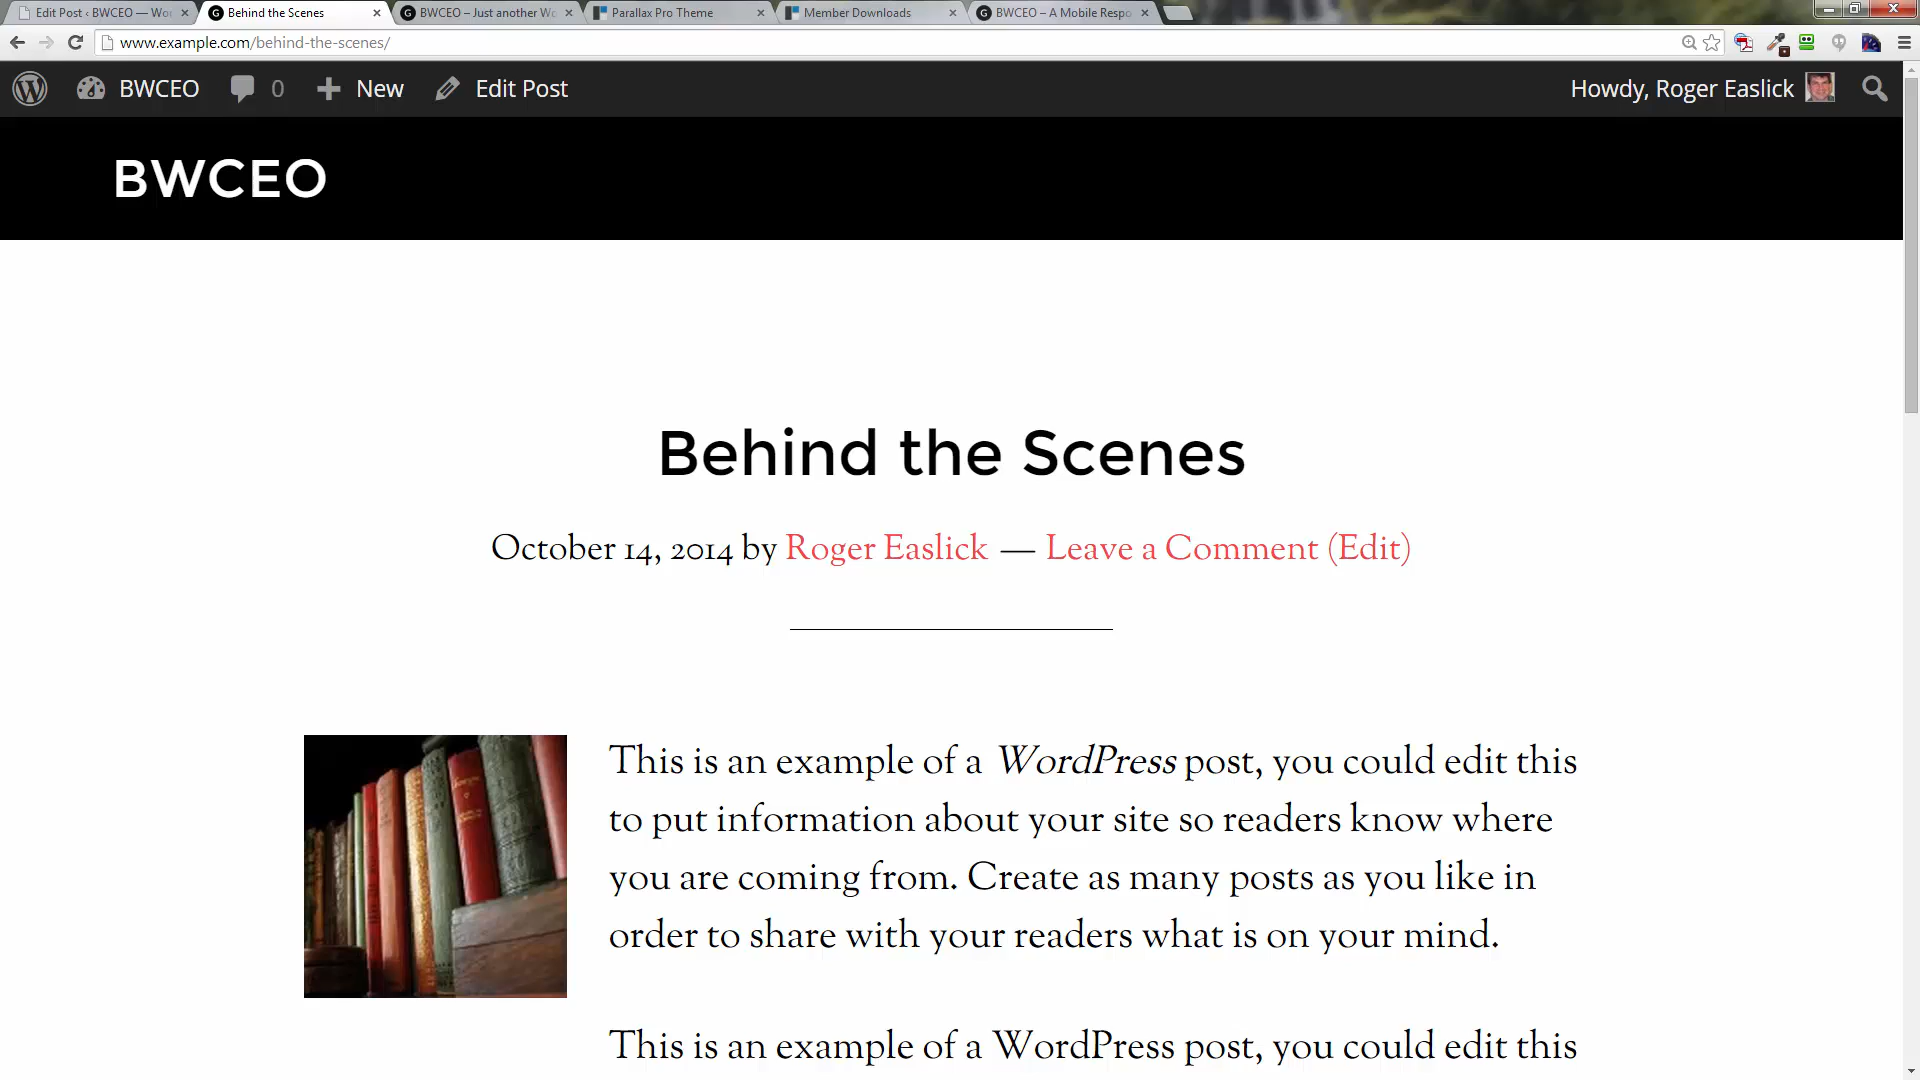 Edit Post ‹ BWCEO — Wo
Behind the Scenes
BWCEO – Just another Wo
Parallax Pro Theme
Member Downloads
BWCEO – A Mobile Respo
www.example.com/behind-the-scenes/
BWCEO 0 New Edit Post
Howdy, Roger Easlick
BWCEO
Behind the Scenes
October 14, 2014 by Roger Easlick — Leave a Comment (Edit)
This is an example of a WordPress post, you could edit this
to put information about your site so readers know where
you are coming from. Create as many posts as you like in
order to share with your readers what is on your mind.
This is an example of a WordPress post, you could edit this